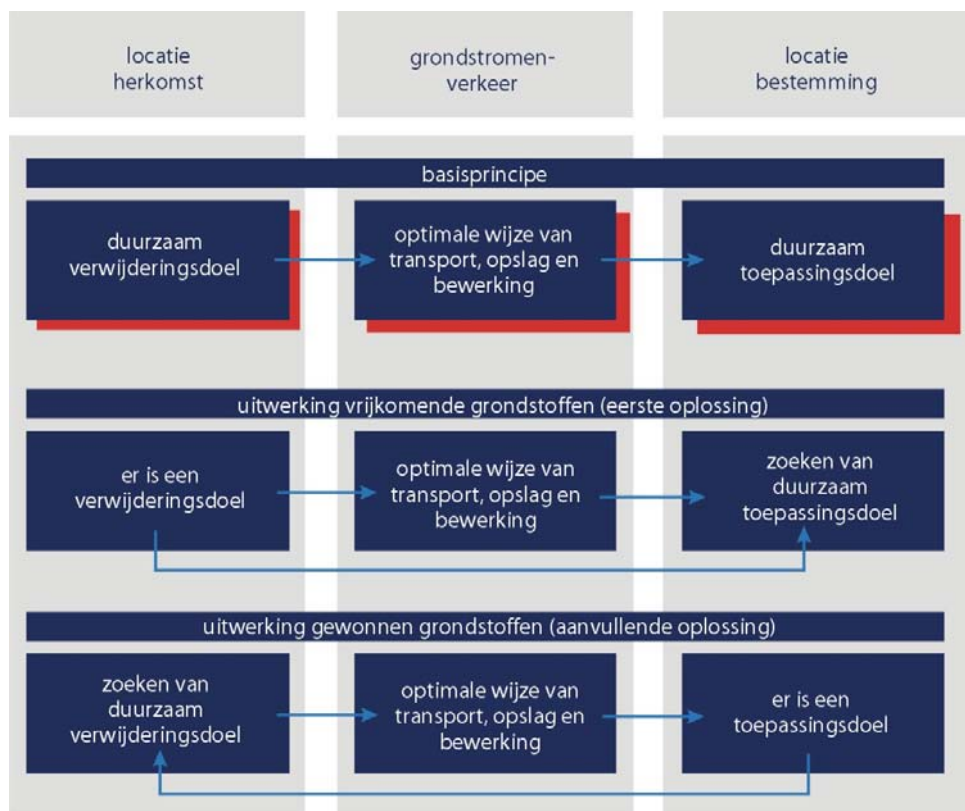 locatie
herkomst
grondstromen-
verkeer
locatie
bestemming
basisprincipe
duurzaam
verwijderingsdoel
optimale wijze van
transport, opslag en
bewerking
duurzaam
toepassingsdoel
uitwerking vrijkomende grondstoffen (eerste oplossing)
er is een
verwijderingsdoel
optimale wijze van
transport, opslag en
bewerking
zoeken van
duurzaam
toepassingsdoel
uitwerking gewonnen grondstoffen (aanvullende oplossing)
zoeken van
duurzaam
verwijderingsdoel
optimale wijze van
transport, opslag en
bewerking
er is een
toepassingsdoel